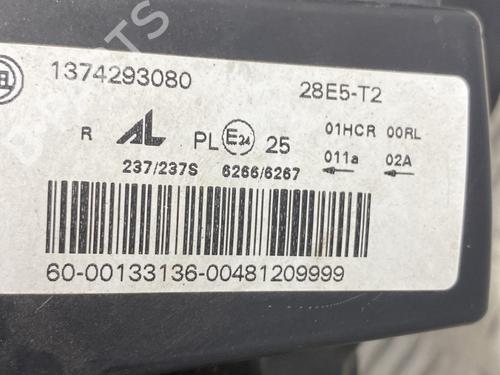 1374293080 28E5-T2
R AL PL E24 25 01HCR 00RL
237/237S 6266/6267 011a 02A
60-00133136-00481209999